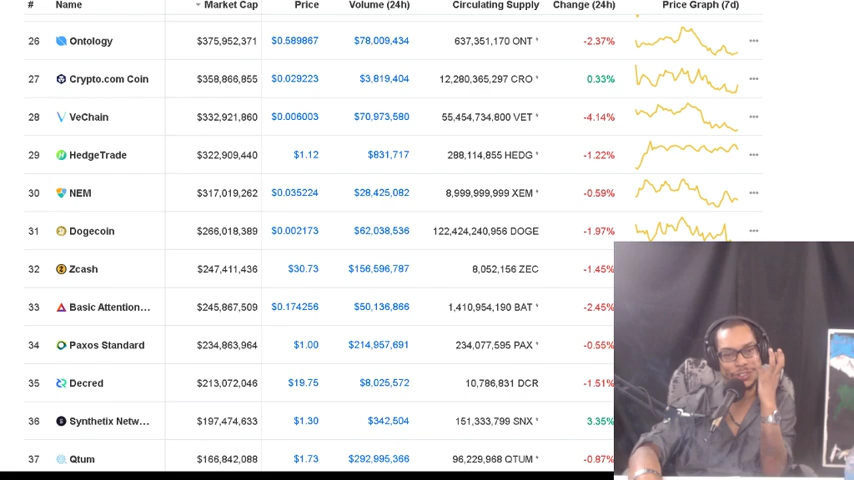 # Name Market Cap Price Volume (24h) Circulating Supply Change (24h) Price Graph (7d)
26 Ontology $375,952,371 $0.589867 $78,009,434 637,351,170 ONT * -2.37%
27 Crypto.com Coin $358,866,855 $0.029223 $3,819,404 12,280,365,297 CRO * 0.33%
28 VeChain $332,921,860 $0.006003 $70,973,580 55,454,734,800 VET * -4.14%
29 HedgeTrade $322,909,440 $1.12 $831,717 288,114,855 HEDG * -1.22%
30 NEM $317,019,262 $0.035224 $28,425,082 8,999,999,999 XEM * -0.59%
31 Dogecoin $266,018,389 $0.002173 $62,038,536 122,424,240,956 DOGE -1.97%
32 Zcash $247,411,436 $30.73 $156,596,787 8,052,156 ZEC -1.45%
33 Basic Attention... $245,867,509 $0.174256 $50,136,866 1,410,954,190 BAT * -2.45%
34 Paxos Standard $234,863,964 $1.00 $214,957,691 234,077,595 PAX * -0.55%
35 Decred $213,072,046 $19.75 $8,025,572 10,786,831 DCR -1.51%
36 Synthetix Netw... $197,474,633 $1.30 $342,504 151,333,799 SNX * 3.35%
37 Qtum $166,842,088 $1.73 $292,995,366 96,229,968 QTUM * -0.87%